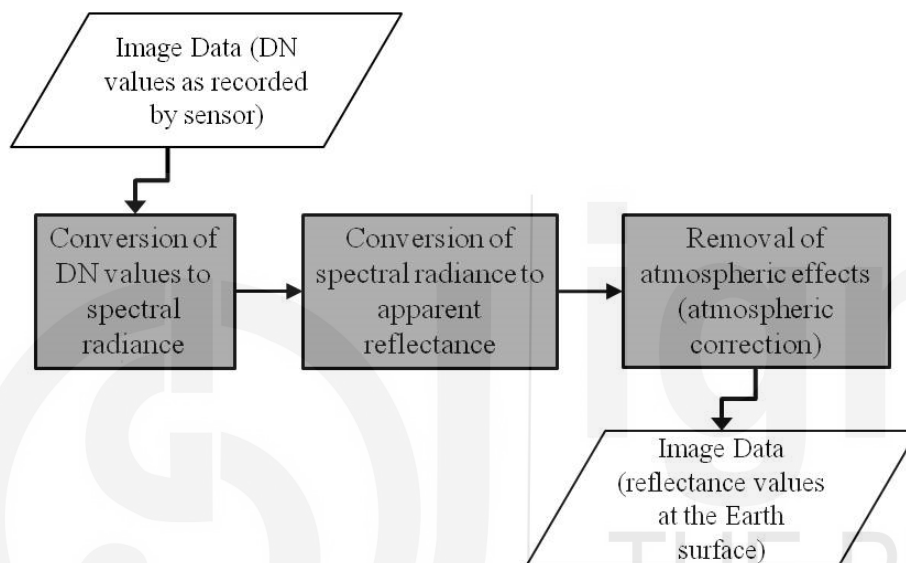 Image Data (DN
values as recorded
by sensor)
Conversion of
DN values to
spectral
radiance
Conversion of
spectral radiance to
apparent
reflectance
Removal of
atmospheric effects
(atmospheric
correction)
Image Data
(reflectance values
at the Earth
surface)